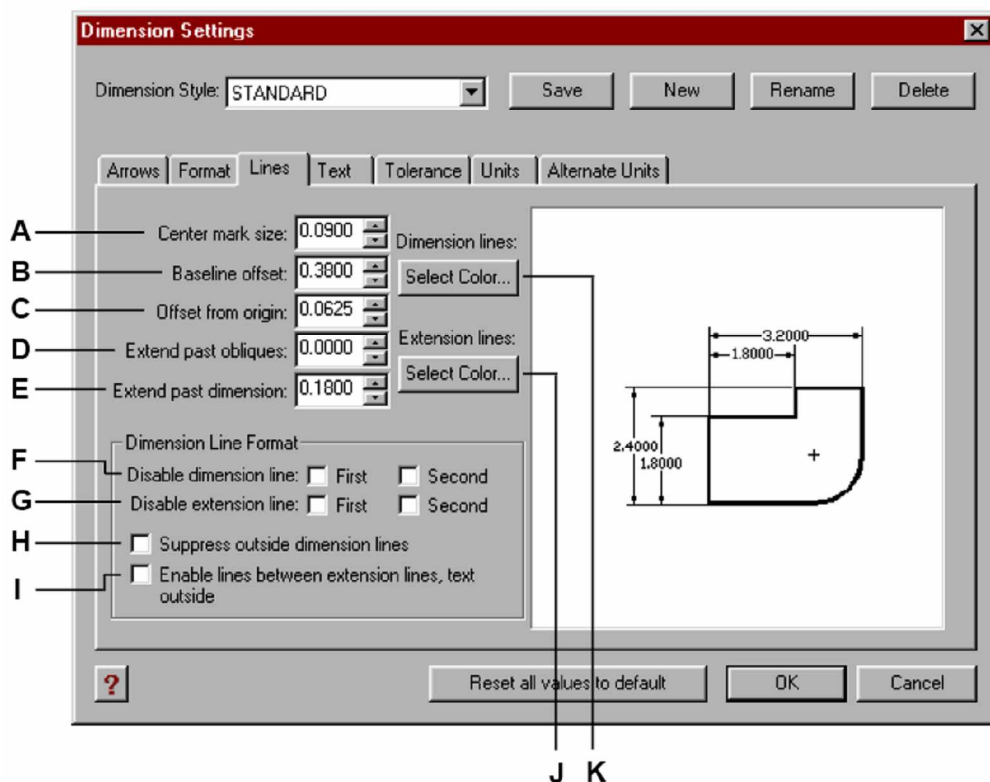 Dimension Settings
Dimension Style: STANDARD Save New Rename Delete
Arrows Format Lines Text Tolerance Units Alternate Units
A Center mark size: 0.0900 Dimension lines:
B Baseline offset: 0.3800 Select Color...
C Offset from origin: 0.0625
D Extend past obliques: 0.0000 Extension lines:
E Extend past dimension: 0.1800 Select Color...
3.2000
1.8000
2.4000
1.8000
Dimension Line Format
F Disable dimension line: First Second
G Disable extension line: First Second
H Suppress outside dimension lines
I Enable lines between extension lines, text
outside
? Reset all values to default OK Cancel
J K